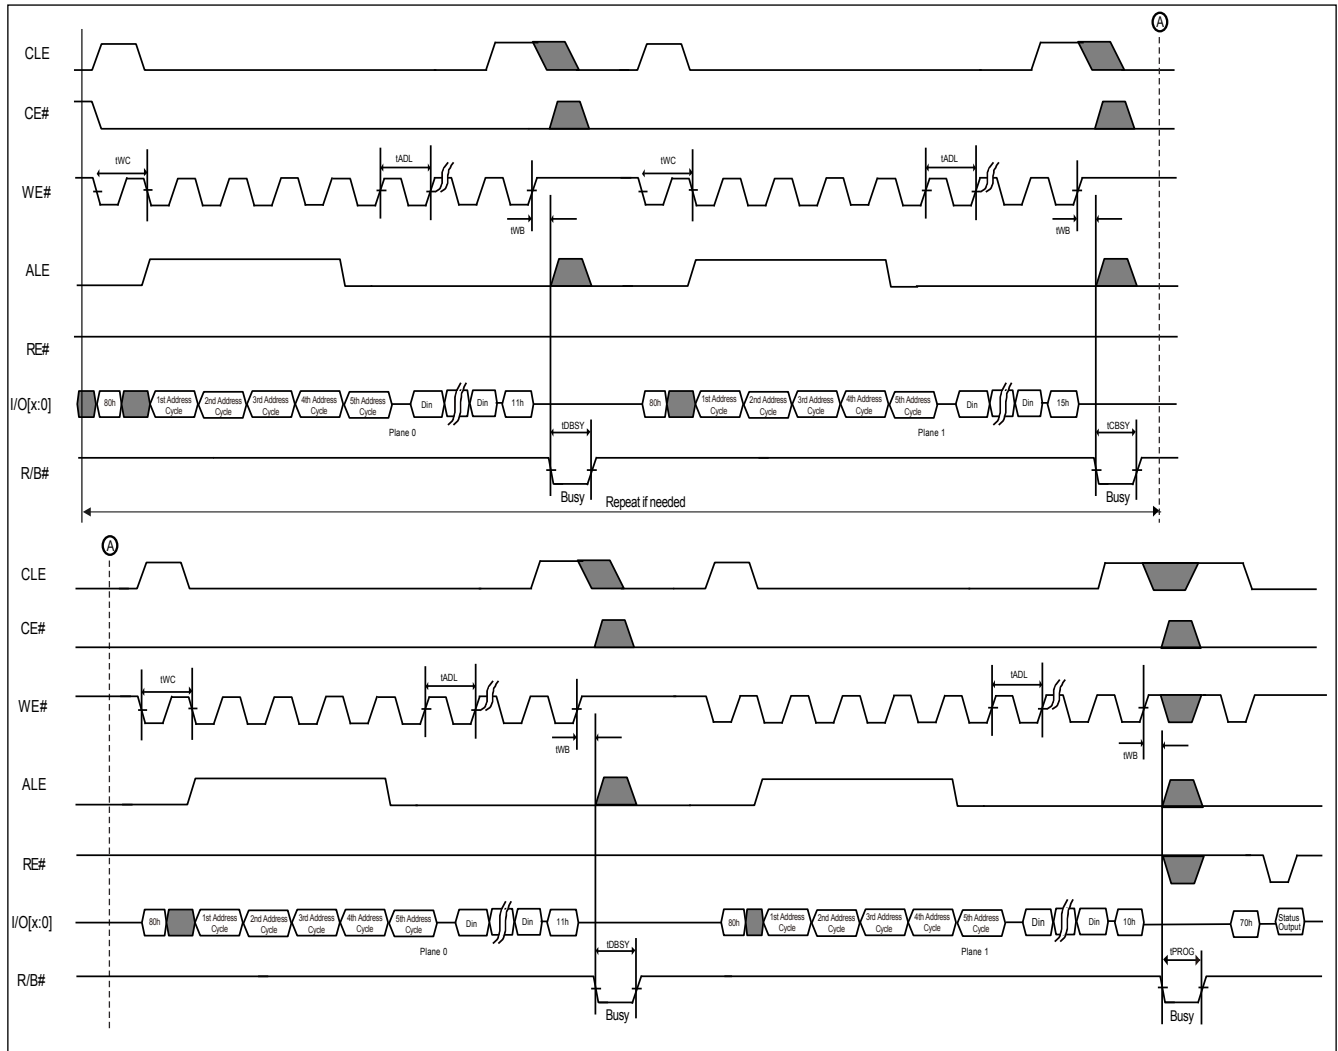 A
CLE
CE#
tWC
tADL
tWC
tADL
WE#
tWB
tWB
ALE
RE#
I/O[x:0]
80h
1st Address Cycle
2nd Address Cycle
3rd Address Cycle
4th Address Cycle
5th Address Cycle
Din
Din
11h
80h
1st Address Cycle
2nd Address Cycle
3rd Address Cycle
4th Address Cycle
5th Address Cycle
Din
Din
15h
Plane 0
tDBSY
Plane 1
tCBSY
R/B#
Busy
Busy
Repeat if needed
A
CLE
CE#
tWC
tADL
tADL
WE#
tWB
tWB
ALE
RE#
I/O[x:0]
80h
1st Address Cycle
2nd Address Cycle
3rd Address Cycle
4th Address Cycle
5th Address Cycle
Din
Din
11h
80h
1st Address Cycle
2nd Address Cycle
3rd Address Cycle
4th Address Cycle
5th Address Cycle
Din
Din
10h
70h
Status Output
Plane 0
tDBSY
Plane 1
tPROG
R/B#
Busy
Busy